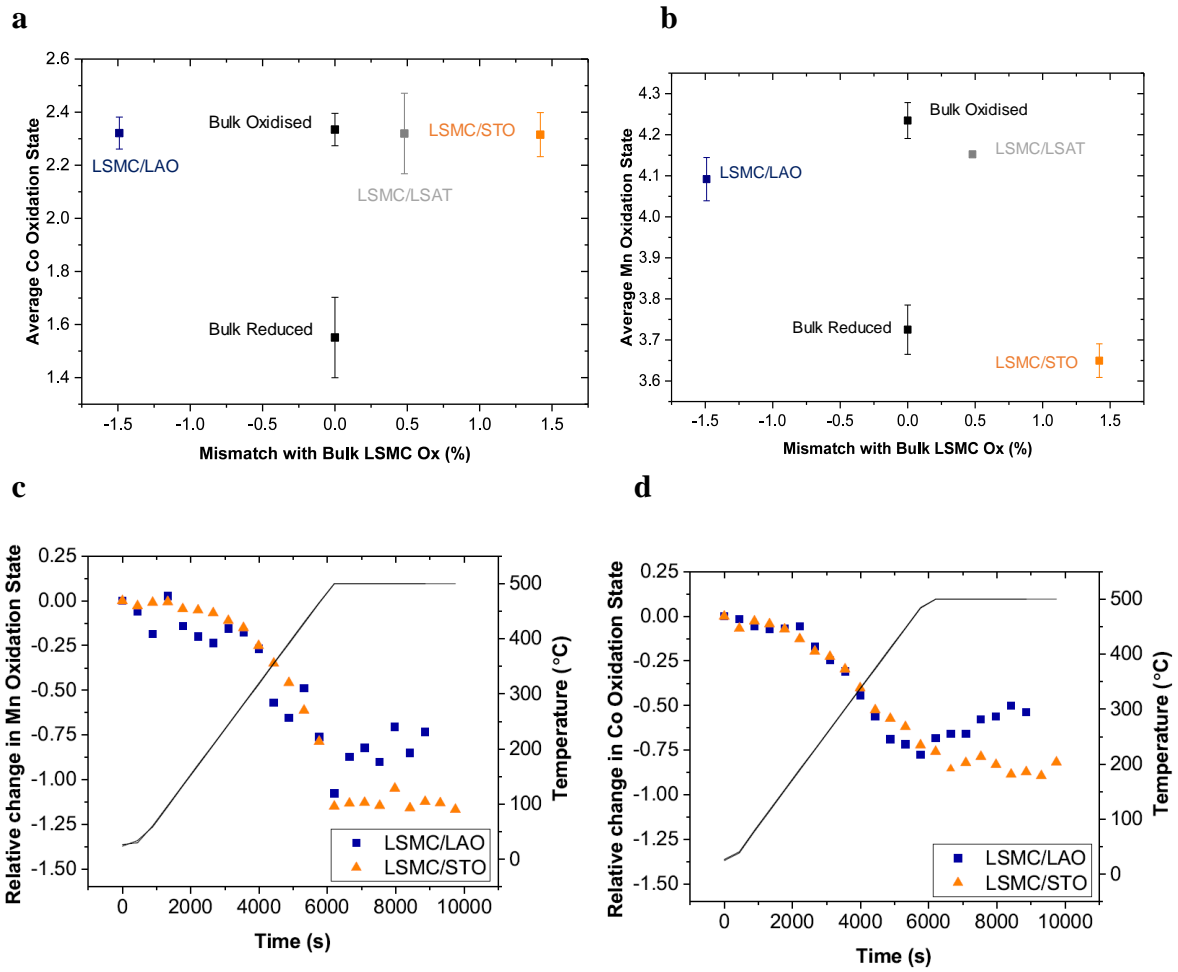 a
2.6
2.4
2.2
2.0
1.8
1.6
1.4
Average Co Oxidation State
Bulk Oxidised
LSMC/STO
LSMC/LAO
LSMC/LSAT
Bulk Reduced
-1.5
-1.0
-0.5
0.0
0.5
1.0
1.5
Mismatch with Bulk LSMC Ox (%)
b
4.3
4.2
4.1
4.0
3.9
3.8
3.7
3.6
Average Mn Oxidation State
Bulk Oxidised
LSMC/LSAT
LSMC/LAO
Bulk Reduced
LSMC/STO
-1.5
-1.0
-0.5
0.0
0.5
1.0
1.5
Mismatch with Bulk LSMC Ox (%)
c
0.25
0.00
-0.25
-0.50
-0.75
-1.00
-1.25
-1.50
Relative change in Mn Oxidation State
500
400
300
200
100
0
Temperature (°C)
LSMC/LAO
LSMC/STO
0
2000
4000
6000
8000
10000
Time (s)
d
0.25
0.00
-0.25
-0.50
-0.75
-1.00
-1.25
-1.50
Relative change in Co Oxidation State
500
400
300
200
100
0
Temperature (°C)
LSMC/LAO
LSMC/STO
0
2000
4000
6000
8000
10000
Time (s)